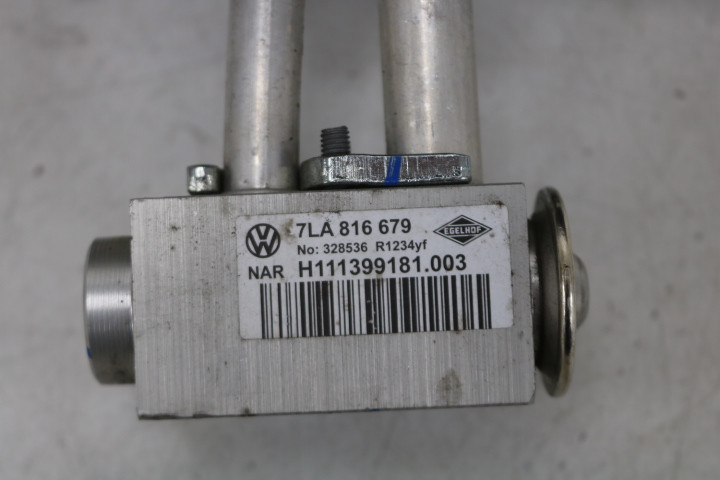 7LA 816 679
No: 328536 R1234yf
EGELHOF
NAR H111399181.003